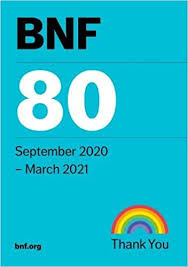 BNF
80
September 2020
– March 2021
bnf.org
Thank You